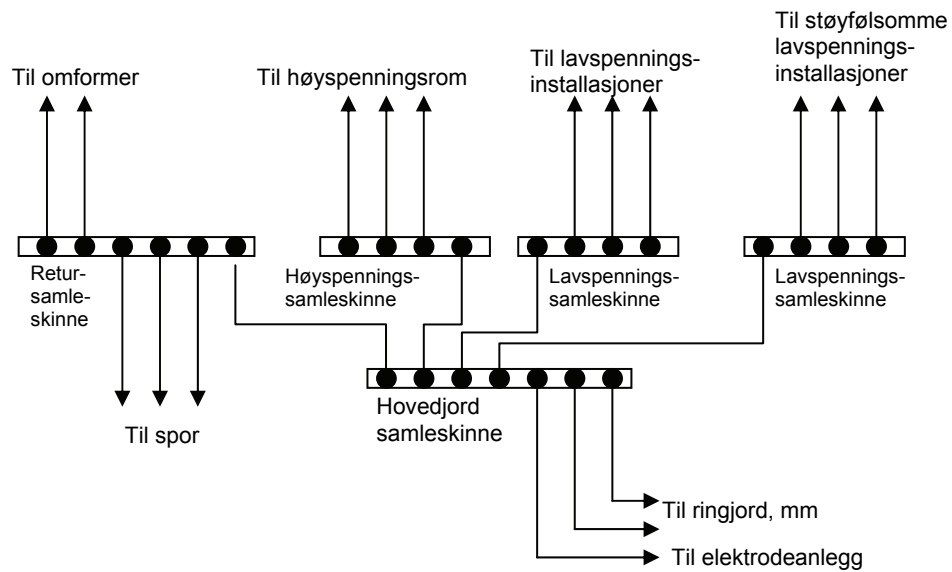 Til omformer
Til høyspenningsrom
Til lavspennings-
installasjoner
Til støyfølsomme
lavspennings-
installasjoner
Retur-
samle-
skinne
Høyspennings-
samleskinne
Lavspennings-
samleskinne
Lavspennings-
samleskinne
Til spor
Hovedjord
samleskinne
Til ringjord, mm
Til elektrodeanlegg